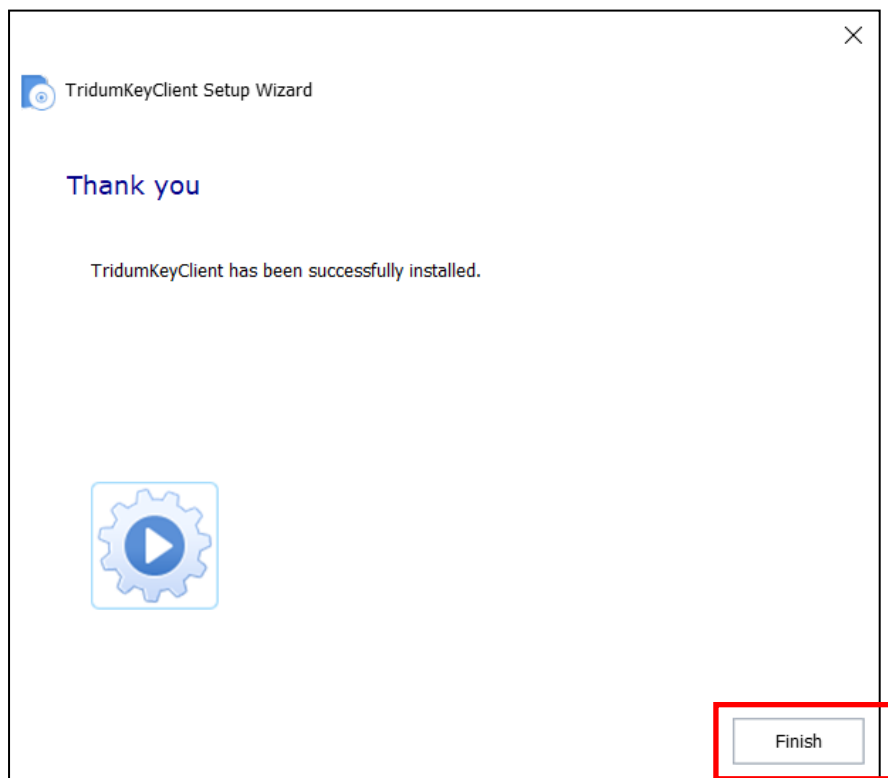 TridumKeyClient Setup Wizard
Thank you
TridumKeyClient has been successfully installed.
Finish